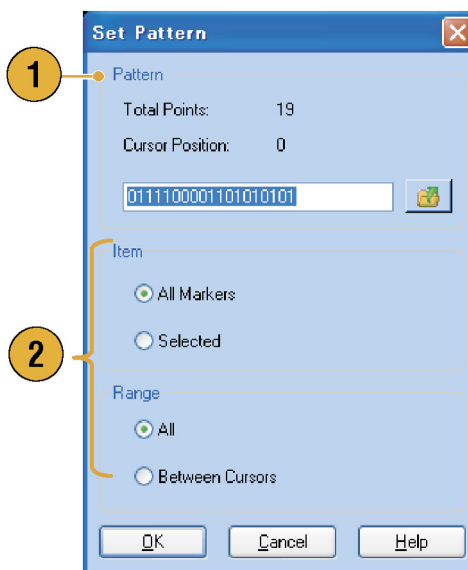 Set Pattern
1
Pattern
Total Points: 19
Cursor Position: 0
0111100001101010101
Item
All Markers
Selected
2
Range
All
Between Cursors
OK Cancel Help